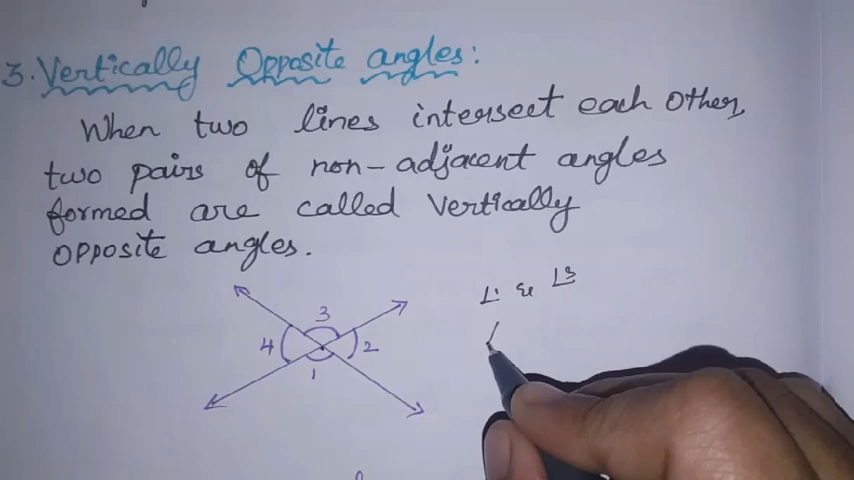 3. Vertically Opposite angles:
When two lines intersect each other,
two pairs of non-adjacent angles
formed are called Vertically
opposite angles.
∠1 & ∠3
3
4 2
1